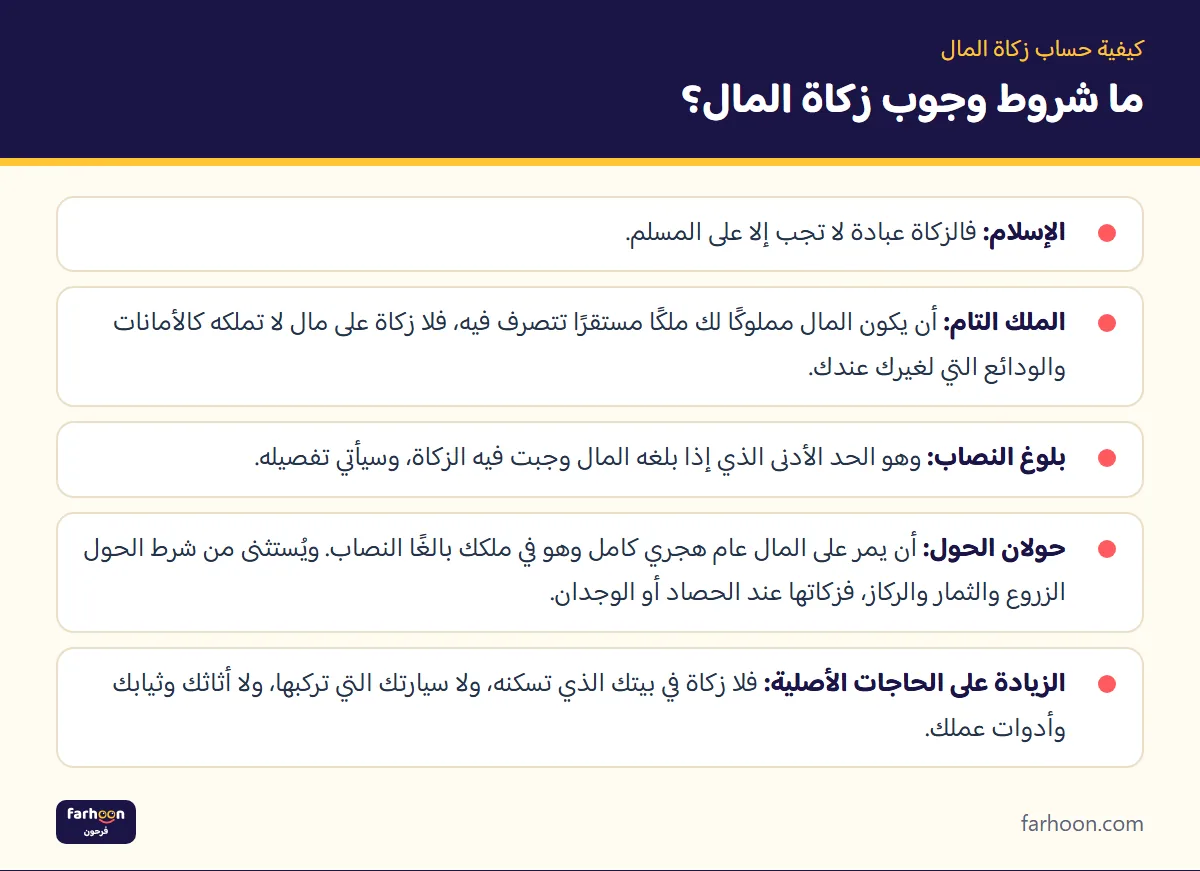 كيفية حساب زكاة المال
ما شروط وجوب زكاة المال؟
الإسلام: فالزكاة عبادة لا تجب إلا على المسلم.
الملك التام: أن يكون المال مملوكًا لك ملكًا مستقرًا تتصرف فيه، فلا زكاة على مال لا تملكه كالأمانات
والودائع التي لغيرك عندك.
بلوغ النصاب: وهو الحد الأدنى الذي إذا بلغه المال وجبت فيه الزكاة، وسيأتي تفصيله.
حولان الحول: أن يمر على المال عام هجري كامل وهو في ملكك بالغًا النصاب. ويُستثنى من شرط الحول
الزروع والثمار والركاز، فزكاتها عند الحصاد أو الوجدان.
الزيادة على الحاجات الأصلية: فلا زكاة في بيتك الذي تسكنه، ولا سيارتك التي تركبها، ولا أثاثك وثيابك
وأدوات عملك.
farhoon.com
farhoon
فرحون